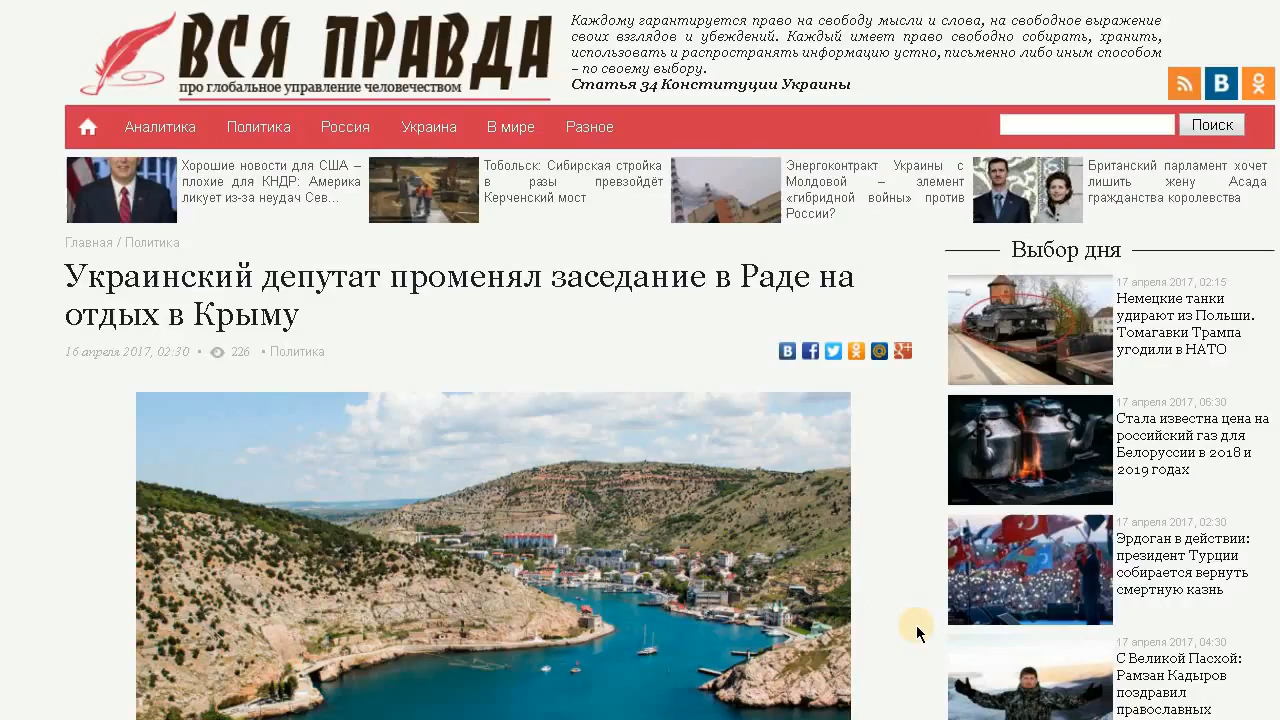 ВСЯ ПРАВДА
про глобальное управление человечеством
Каждому гарантируется право на свободу мысли и слова, на свободное выражение
своих взглядов и убеждений. Каждый имеет право свободно собирать, хранить,
использовать и распространять информацию устно, письменно либо иным способом
– по своему выбору.
Статья 34 Конституции Украины
Аналитика Политика Россия Украина В мире Разное
Поиск
Хорошие новости для США –
плохие для КНДР: Америка
ликует из-за неудач Сев...
Тобольск: Сибирская стройка
в разы превзойдёт
Керченский мост
Энергоконтракт Украины с
Молдовой – элемент
«гибридной войны» против
России?
Британский парламент хочет
лишить жену Асада
гражданства королевства
Главная / Политика
Украинский депутат променял заседание в Раде на
отдых в Крыму
16 апреля 2017, 02:30 • 226 • Политика
Выбор дня
17 апреля 2017, 02:15
Немецкие танки
удирают из Польши.
Томагавки Трампа
угодили в НАТО
17 апреля 2017, 06:30
Стала известна цена на
российский газ для
Белоруссии в 2018 и
2019 годах
17 апреля 2017, 02:30
Эрдоган в действии:
президент Турции
собирается вернуть
смертную казнь
17 апреля 2017, 04:30
С Великой Пасхой:
Рамзан Кадыров
поздравил
православных